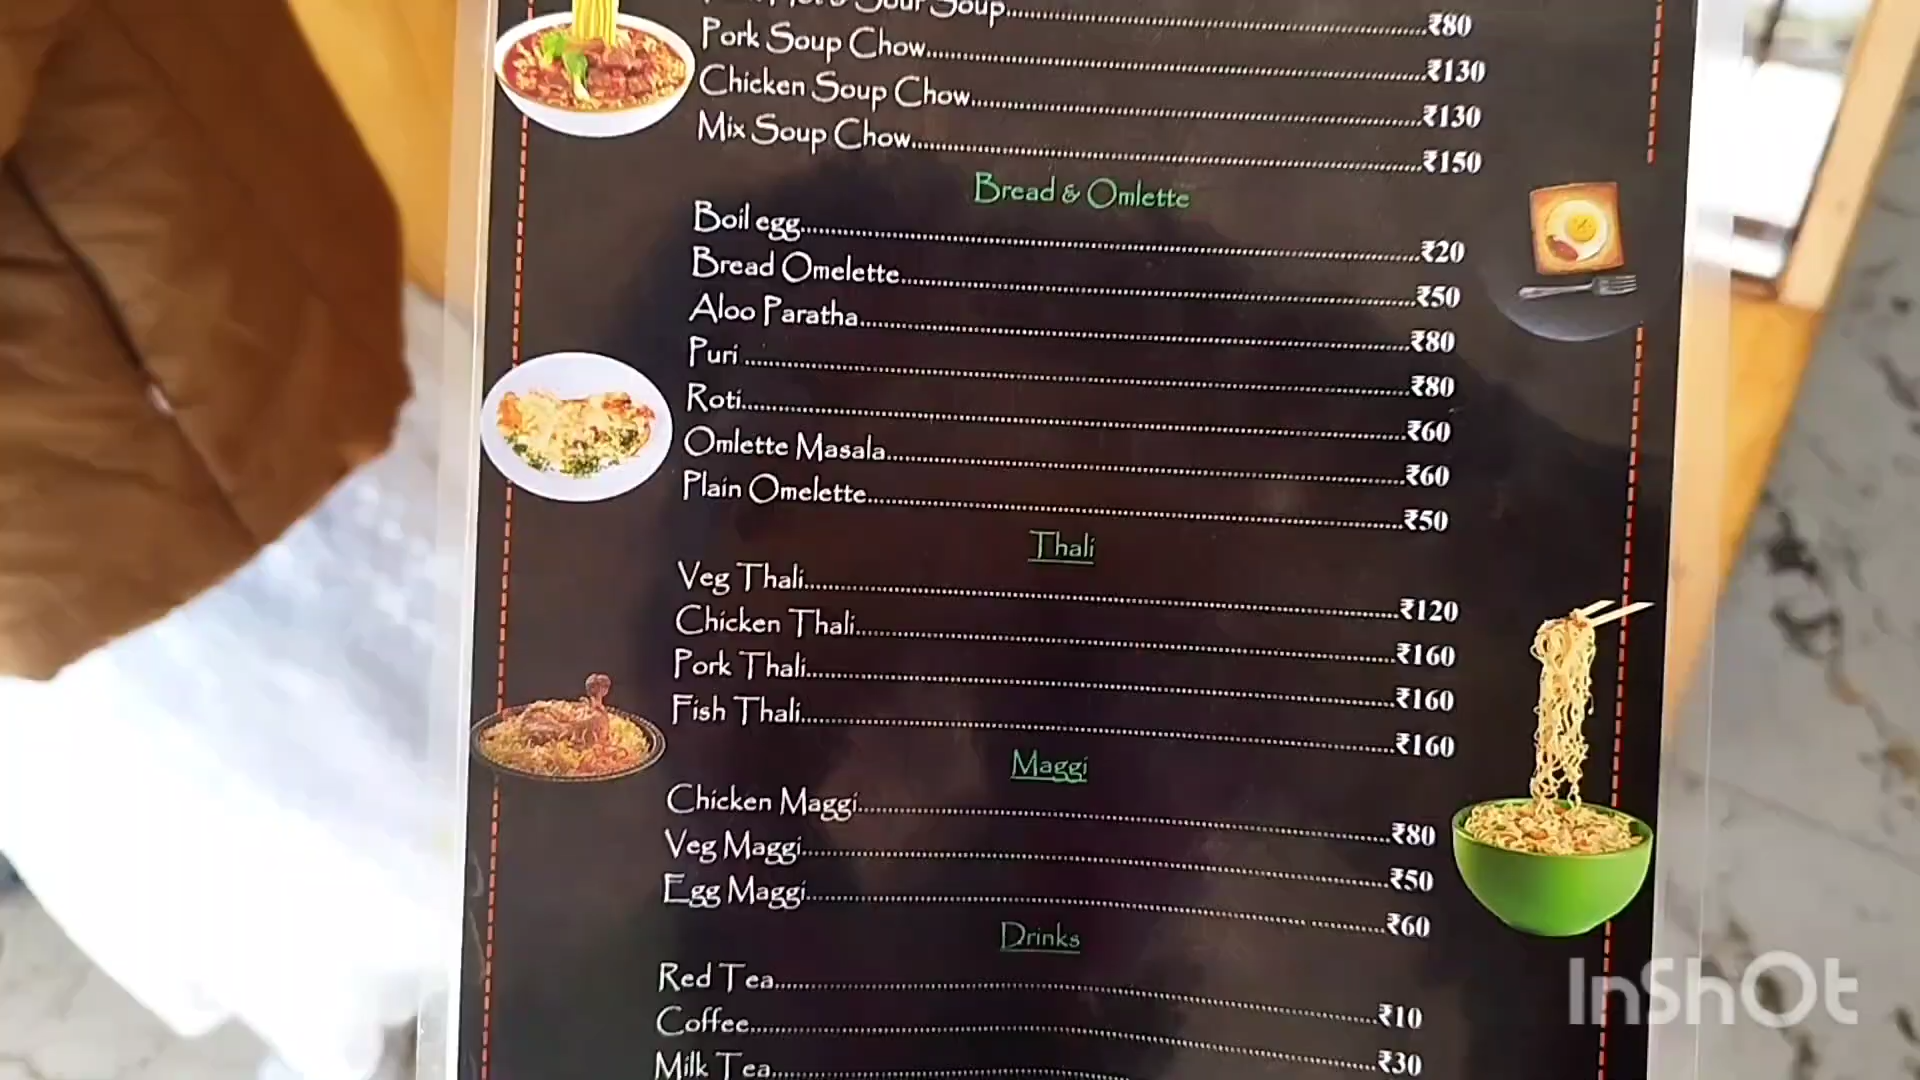 Sour Soup ₹80
Pork Soup Chow ₹130
Chicken Soup Chow ₹130
Mix Soup Chow ₹150
Bread & Omlette
Boil egg ₹20
Bread Omelette ₹50
Aloo Paratha ₹80
Puri ₹80
Roti ₹60
Omlette Masala ₹60
Plain Omelette ₹50
Thali
Veg Thali ₹120
Chicken Thali ₹160
Pork Thali ₹160
Fish Thali ₹160
Maggi
Chicken Maggi ₹80
Veg Maggi ₹50
Egg Maggi ₹60
Drinks
Red Tea ₹10
Coffee ₹30
Milk Tea
InShOt